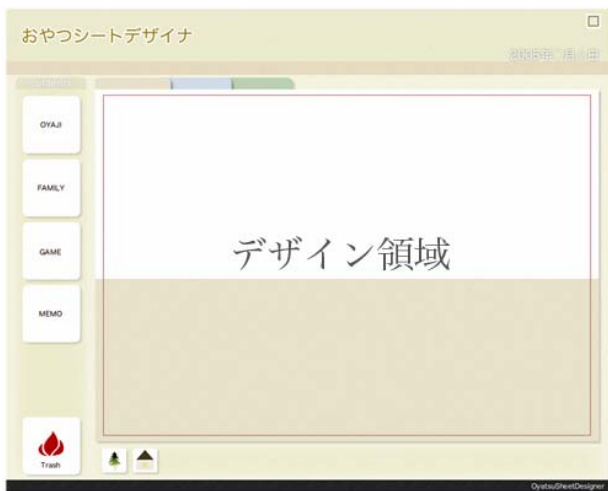 おやつシートデザイナ
OYAJI
FAMILY
GAME
MEMO
デザイン領域
Trash
OyatsuSheetDesigner